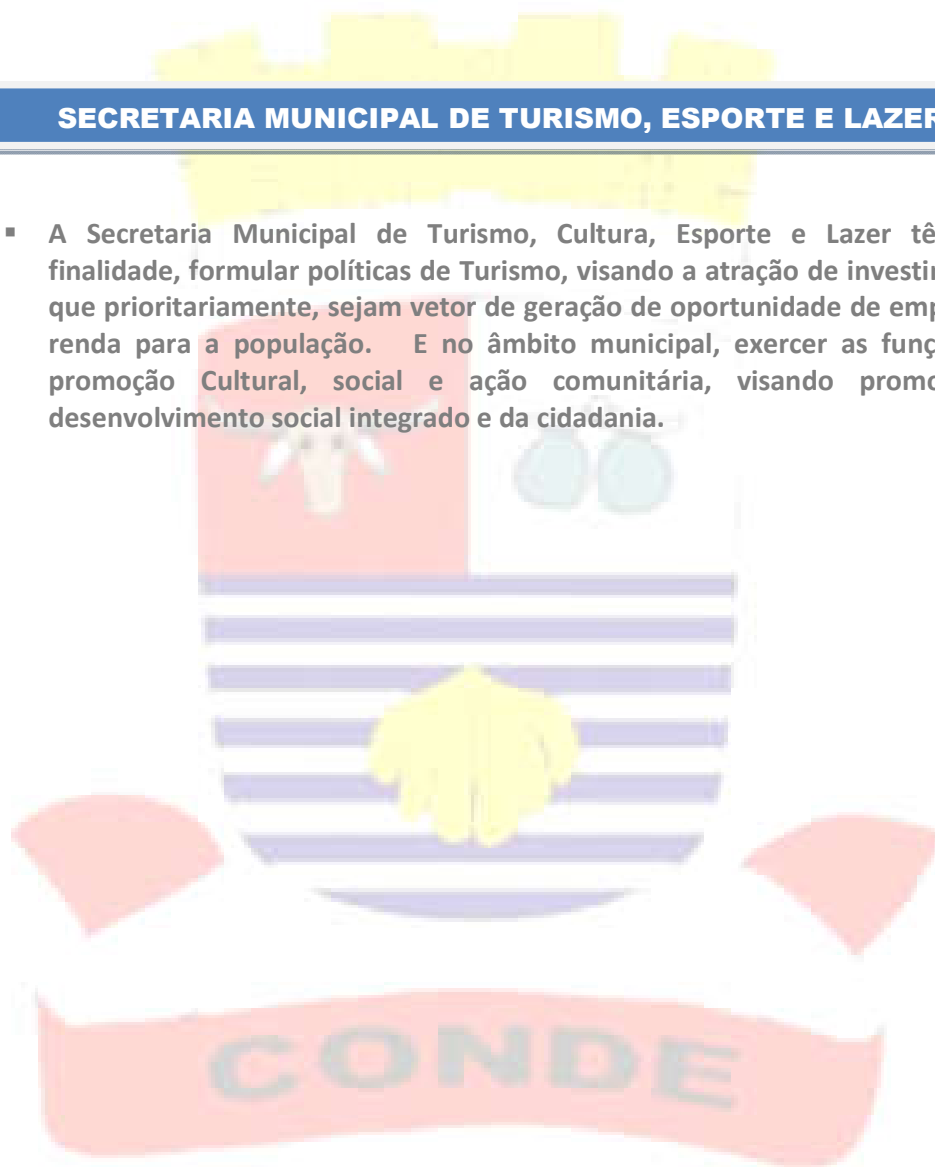 SECRETARIA MUNICIPAL DE TURISMO, ESPORTE E LAZER
▪ A Secretaria Municipal de Turismo, Cultura, Esporte e Lazer tê
finalidade, formular políticas de Turismo, visando a atração de investi
que prioritariamente, sejam vetor de geração de oportunidade de emp
renda para a população. E no âmbito municipal, exercer as funç
promoção Cultural, social e ação comunitária, visando promo
desenvolvimento social integrado e da cidadania.
CONDE